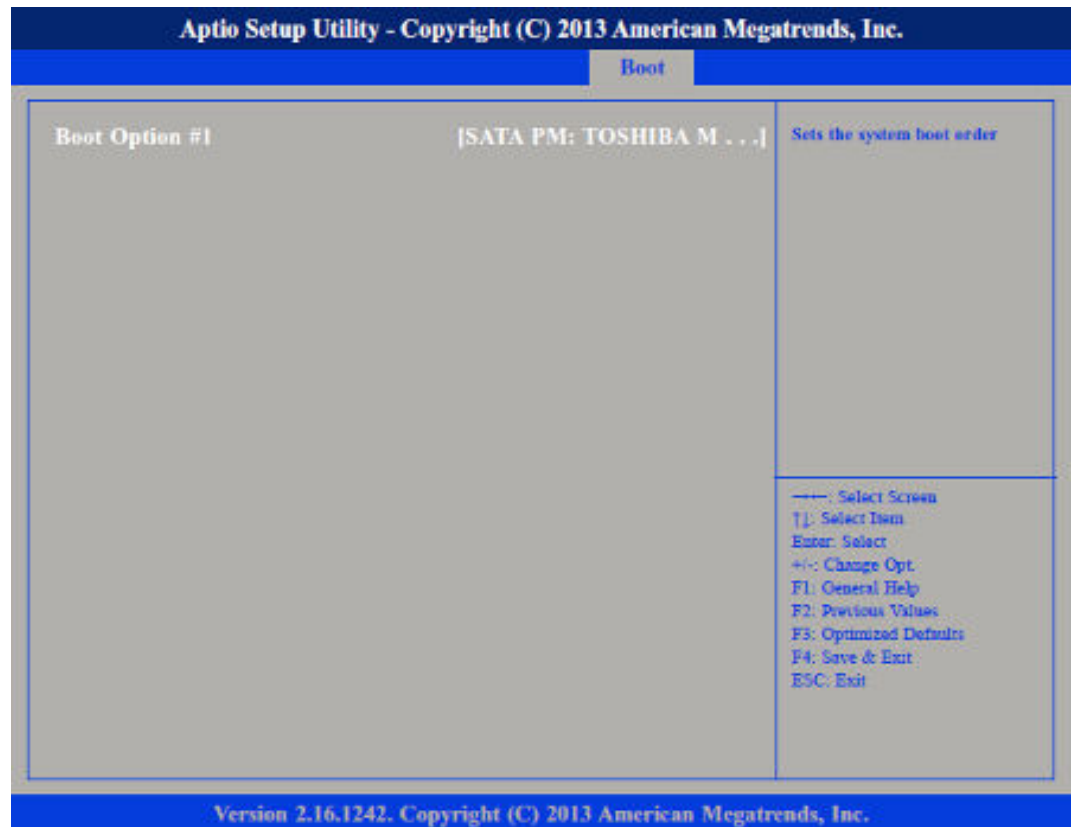 Aptio Setup Utility - Copyright (C) 2013 American Megatrends, Inc.
Boot
Boot Option #1 [SATA PM: TOSHIBA M . . .]
Sets the system boot order
→←: Select Screen
↑↓: Select Item
Enter: Select
+/-: Change Opt.
F1: General Help
F2: Previous Values
F3: Optimized Defaults
F4: Save & Exit
ESC: Exit
Version 2.16.1242. Copyright (C) 2013 American Megatrends, Inc.